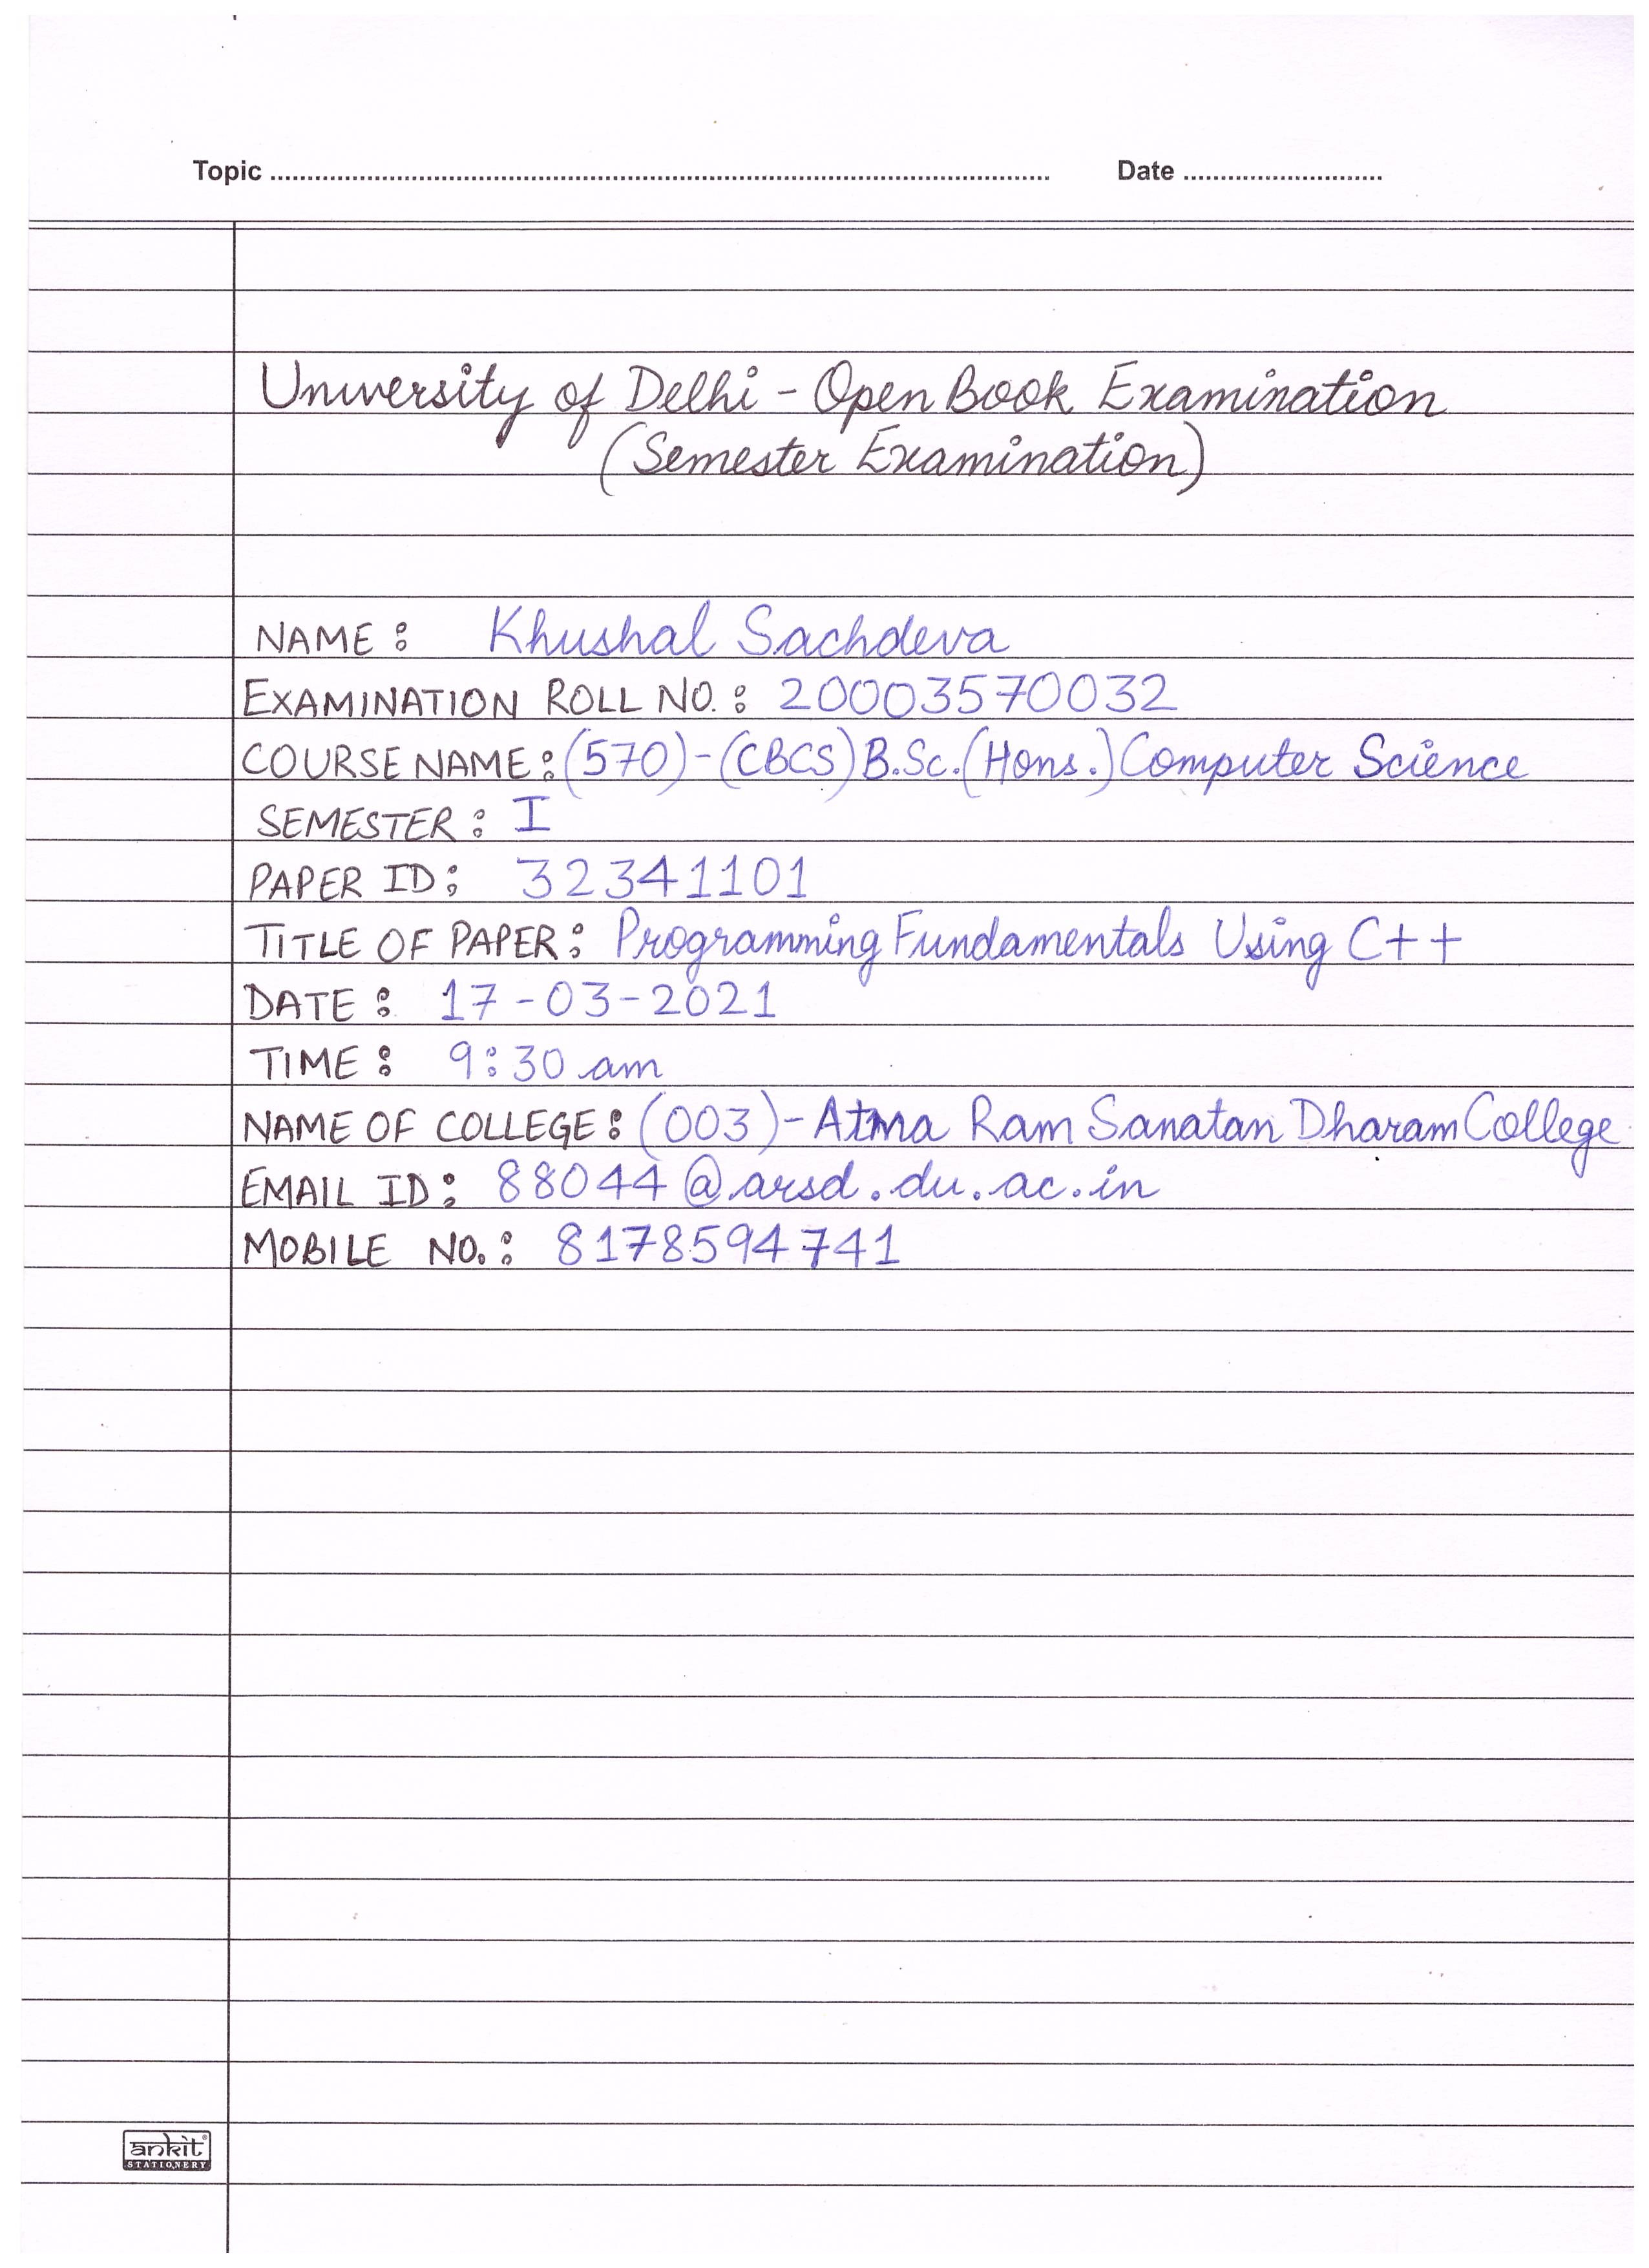 Topic ........................................................................................................ Date ...........................
University of Delhi - Open Book Examination
(Semester Examination)
NAME : Khushal Sachdeva
EXAMINATION ROLL NO. : 20003570032
COURSE NAME : (570)-(CBCS) B.Sc. (Hons.) Computer Science
SEMESTER : I
PAPER ID : 32341101
TITLE OF PAPER : Programming Fundamentals Using C++
DATE : 17-03-2021
TIME : 9:30 am
NAME OF COLLEGE : (003)-Atma Ram Sanatan Dharam College
EMAIL ID : 88044@arsd.du.ac.in
MOBILE NO. : 8178594741
ankit
STATIONERY